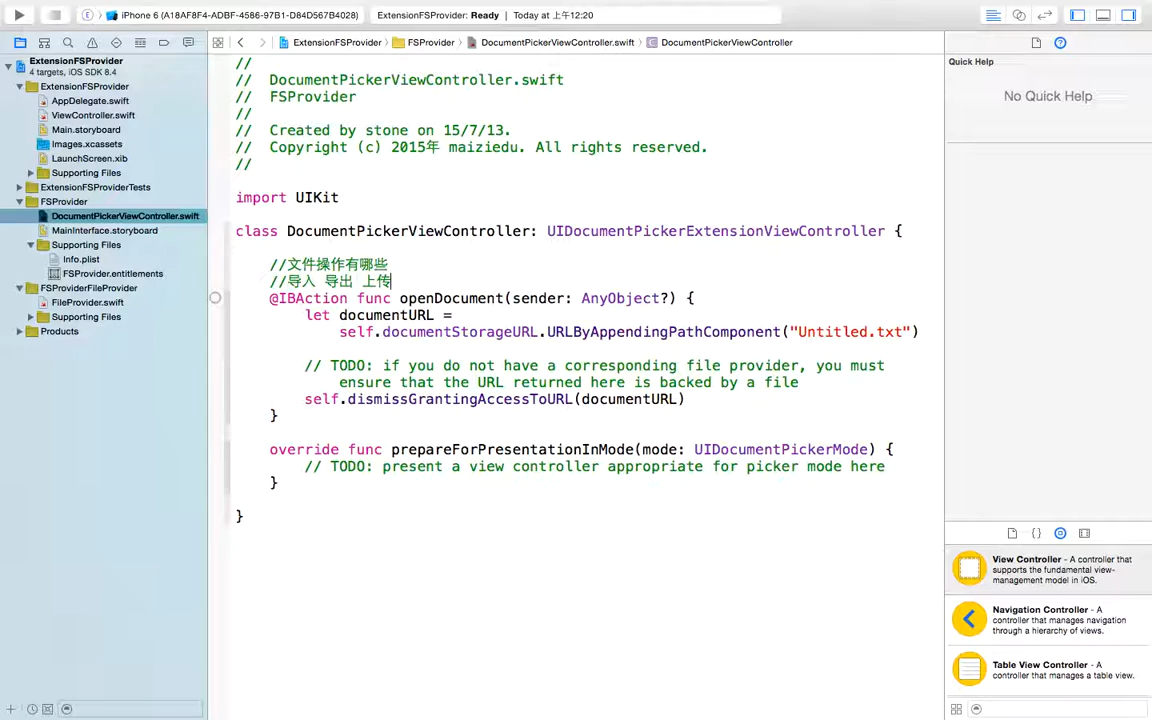 iPhone 6 (A18AF8F4-ADBF-4586-97B1-D84D567B4028)
ExtensionFSProvider: Ready | Today at 上午12:20
ExtensionFSProvider
4 targets, iOS SDK 8.4
ExtensionFSProvider
AppDelegate.swift
ViewController.swift
Main.storyboard
Images.xcassets
LaunchScreen.xib
Supporting Files
ExtensionFSProviderTests
FSProvider
DocumentPickerViewController.swift
MainInterface.storyboard
Supporting Files
Info.plist
FSProvider.entitlements
FSProviderFileProvider
FileProvider.swift
Supporting Files
Products
ExtensionFSProvider
FSProvider
DocumentPickerViewController.swift
DocumentPickerViewController
//
// DocumentPickerViewController.swift
// FSProvider
//
// Created by stone on 15/7/13.
// Copyright (c) 2015年 maiziedu. All rights reserved.
//
import UIKit
class DocumentPickerViewController: UIDocumentPickerExtensionViewController {
//文件操作有哪些
//导入 导出 上传
@IBAction func openDocument(sender: AnyObject?) {
let documentURL =
self.documentStorageURL.URLByAppendingPathComponent("Untitled.txt")
// TODO: if you do not have a corresponding file provider, you must
ensure that the URL returned here is backed by a file
self.dismissGrantingAccessToURL(documentURL)
}
override func prepareForPresentationInMode(mode: UIDocumentPickerMode) {
// TODO: present a view controller appropriate for picker mode here
}
}
Quick Help
No Quick Help
View Controller - A controller that
supports the fundamental view-
management model in iOS.
Navigation Controller - A
controller that manages navigation
through a hierarchy of views.
Table View Controller - A
controller that manages a table view.